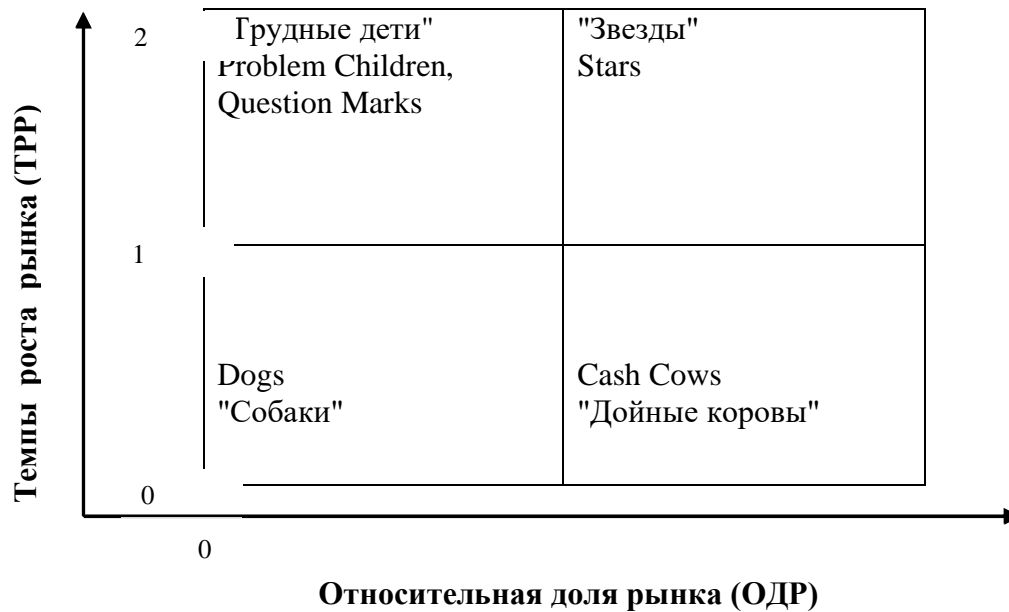 Темпы роста рынка (ТРР)
2
Грудные дети"
Problem Children,
Question Marks
"Звезды"
Stars
1
Dogs
"Собаки"
Cash Cows
"Дойные коровы"
0
0
Относительная доля рынка (ОДР)